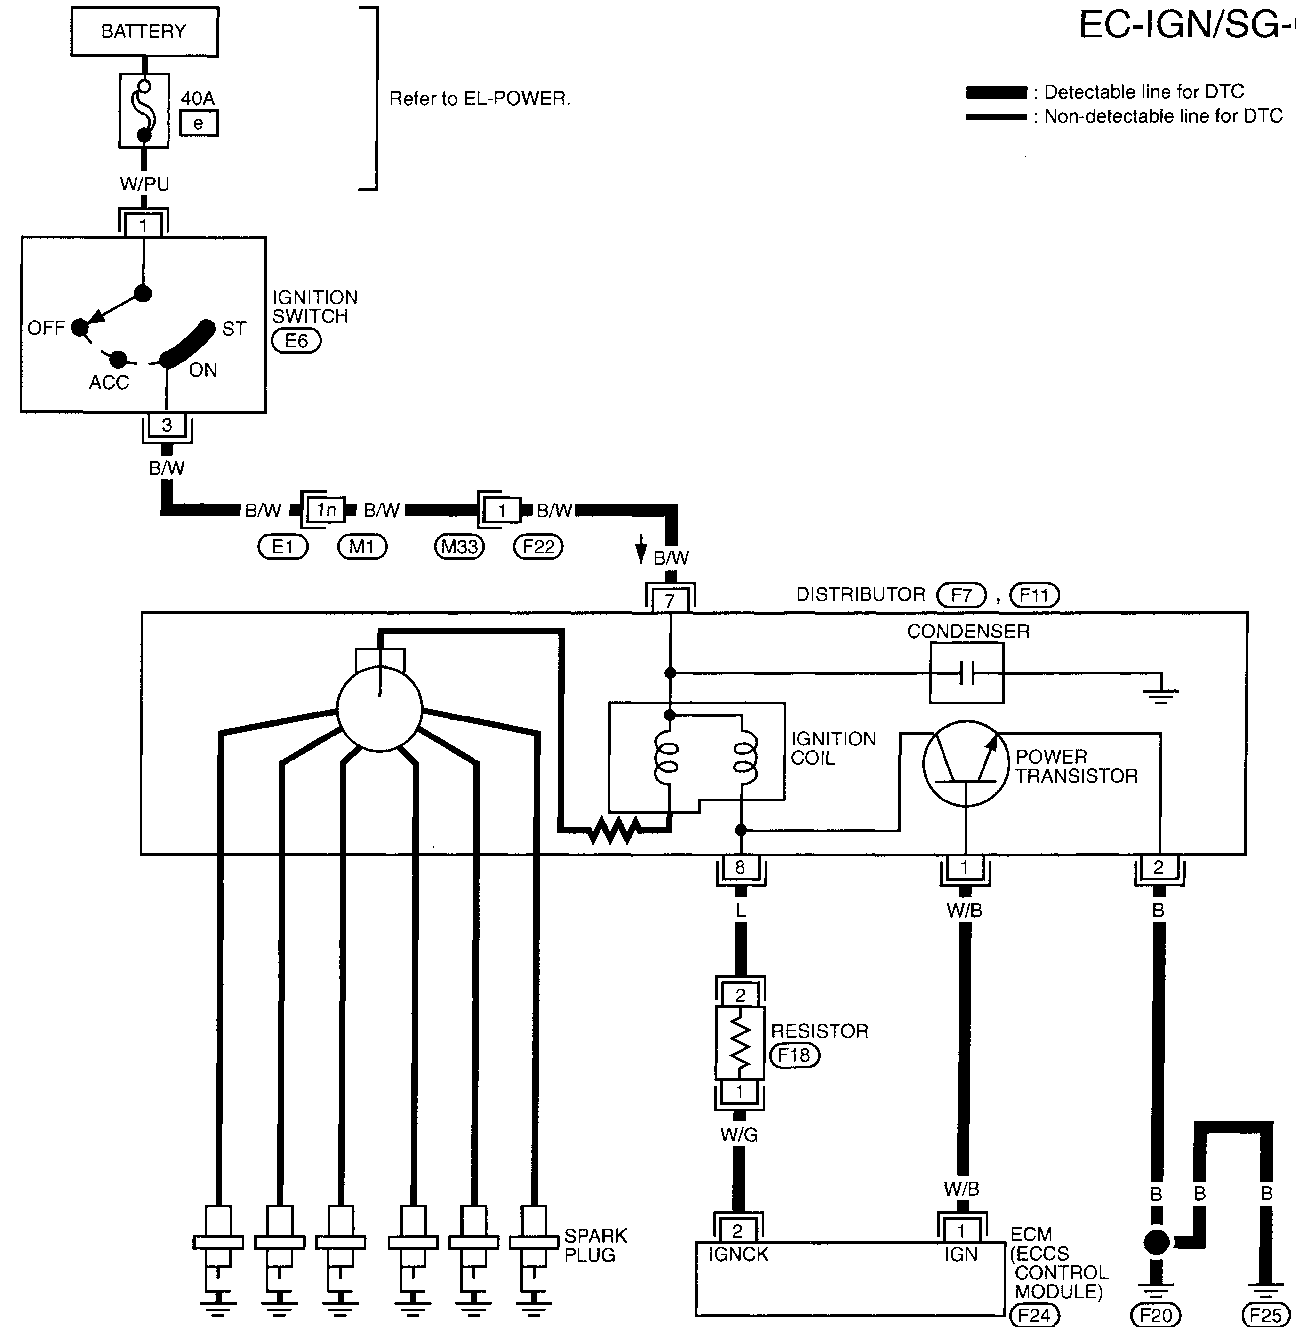 EC-IGN/SG-
BATTERY
40A
e
Refer to EL-POWER.
: Detectable line for DTC
: Non-detectable line for DTC
W/PU
1
IGNITION
SWITCH
E6
OFF
ST
ACC
ON
3
B/W
B/W
1n
B/W
1
B/W
E1
M1
M33
F22
B/W
7
DISTRIBUTOR F7 , F11
CONDENSER
IGNITION
COIL
POWER
TRANSISTOR
8
1
2
L
W/B
B
2
RESISTOR
F18
1
W/G
W/B
B
B
B
2
1
IGNCK
IGN
SPARK
PLUG
ECM
(ECCS
CONTROL
MODULE)
F24
F20
F25